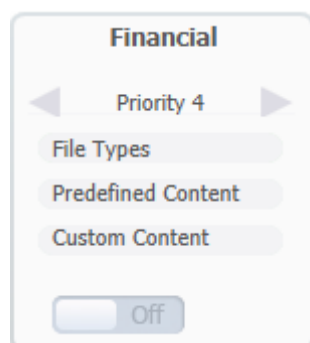 Financial
Priority 4
File Types
Predefined Content
Custom Content
Off